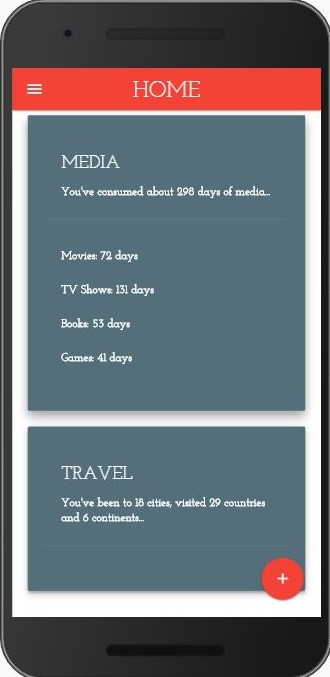 HOME
MEDIA
You've consumed about 298 days of media...
Movies: 72 days
TV Shows: 131 days
Books: 53 days
Games: 41 days
TRAVEL
You've been to 18 cities, visited 29 countries
and 6 continents...
+